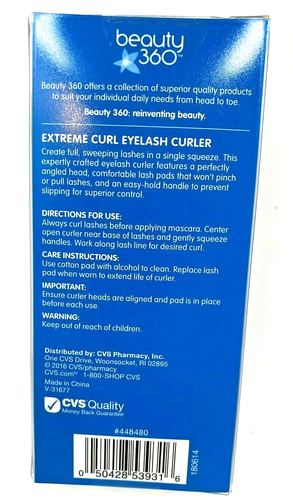 beauty
360™
Beauty 360 offers a collection of superior quality products
to suit your individual daily needs from head to toe.
Beauty 360: reinventing beauty.
EXTREME CURL EYELASH CURLER
Create full, sweeping lashes in a single squeeze. This
expertly crafted eyelash curler features a perfectly
angled head, comfortable lash pads that won't pinch
or pull lashes, and an easy-hold handle to prevent
slipping for superior control.
DIRECTIONS FOR USE:
Always curl lashes before applying mascara. Center
open curler near base of lashes and gently squeeze
handles. Work along lash line for desired curl.
CARE INSTRUCTIONS:
Use cotton pad with alcohol to clean. Replace lash
pad when worn to extend life of curler.
IMPORTANT:
Ensure curler heads are aligned and pad is in place
before each use.
WARNING:
Keep out of reach of children.
Distributed by: CVS Pharmacy, Inc.
One CVS Drive, Woonsocket, RI 02895
© 2016 CVS/pharmacy
CVS.com® 1-800-SHOP CVS
Made in China
V-31677
CVS Quality
Money Back Guarantee
#448480
0 50428 53931 6
180614